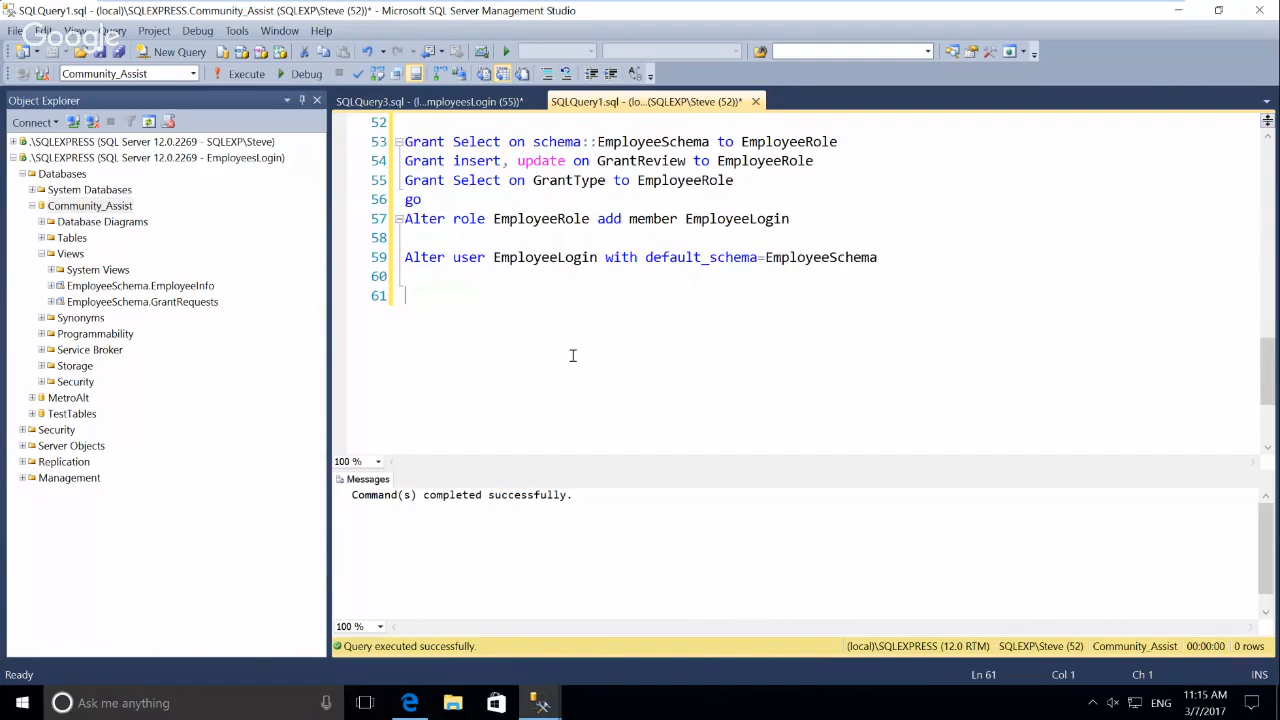 SQLQuery1.sql - (local)\SQLEXPRESS.Community_Assist (SQLEXP\Steve (52))* - Microsoft SQL Server Management Studio
File Edit View Query Project Debug Tools Window Help
Google
New Query
Community_Assist Execute Debug
Object Explorer
Connect
.\SQLEXPRESS (SQL Server 12.0.2269 - SQLEXP\Steve)
.\SQLEXPRESS (SQL Server 12.0.2269 - EmployeesLogin)
Databases
System Databases
Community_Assist
Database Diagrams
Tables
Views
System Views
EmployeeSchema.EmployeeInfo
EmployeeSchema.GrantRequests
Synonyms
Programmability
Service Broker
Storage
Security
MetroAlt
TestTables
Security
Server Objects
Replication
Management
SQLQuery3.sql - (l...mployeesLogin (55))* SQLQuery1.sql - (lo...(SQLEXP\Steve (52))*
52
53 Grant Select on schema::EmployeeSchema to EmployeeRole
54 Grant insert, update on GrantReview to EmployeeRole
55 Grant Select on GrantType to EmployeeRole
56 go
57 Alter role EmployeeRole add member EmployeeLogin
58
59 Alter user EmployeeLogin with default_schema=EmployeeSchema
60
61
100 %
Messages
Command(s) completed successfully.
100 %
Query executed successfully. (local)\SQLEXPRESS (12.0 RTM) SQLEXP\Steve (52) Community_Assist 00:00:00 0 rows
Ready Ln 61 Col 1 Ch 1 INS
Ask me anything ENG 11:15 AM
3/7/2017